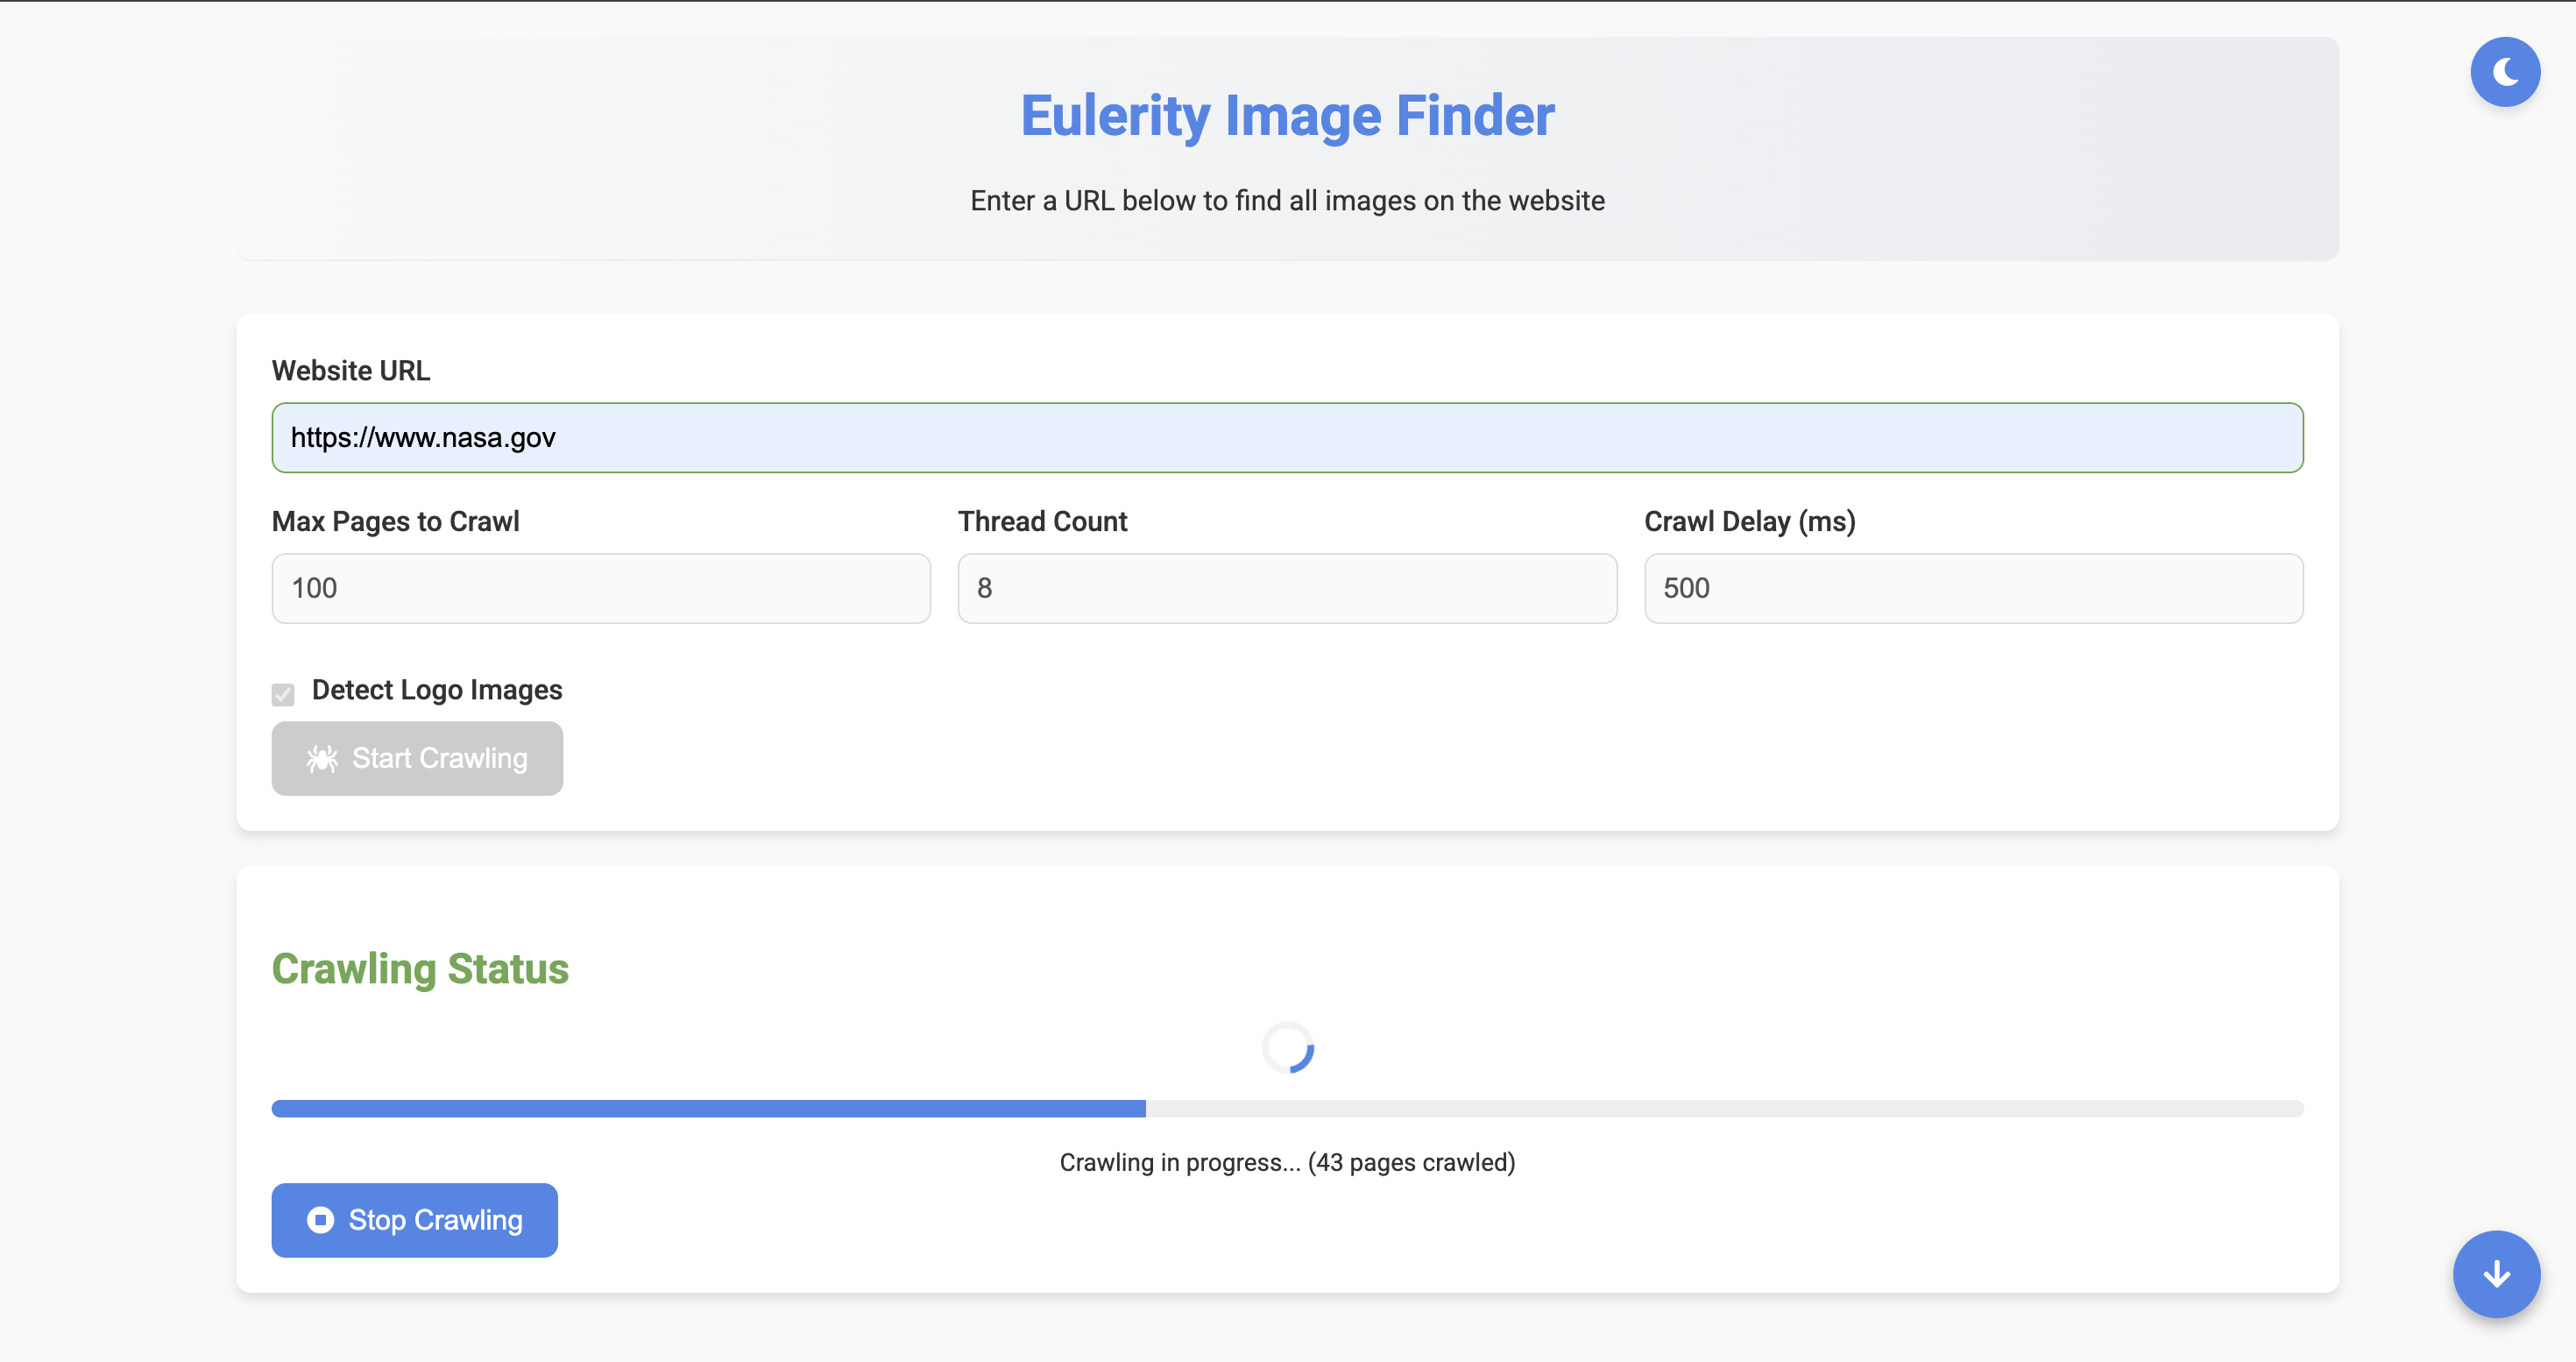 Eulerity Image Finder
Enter a URL below to find all images on the website
Website URL
https://www.nasa.gov
Max Pages to Crawl
Thread Count
Crawl Delay (ms)
100
8
500
Detect Logo Images
Start Crawling
Crawling Status
Crawling in progress... (43 pages crawled)
Stop Crawling